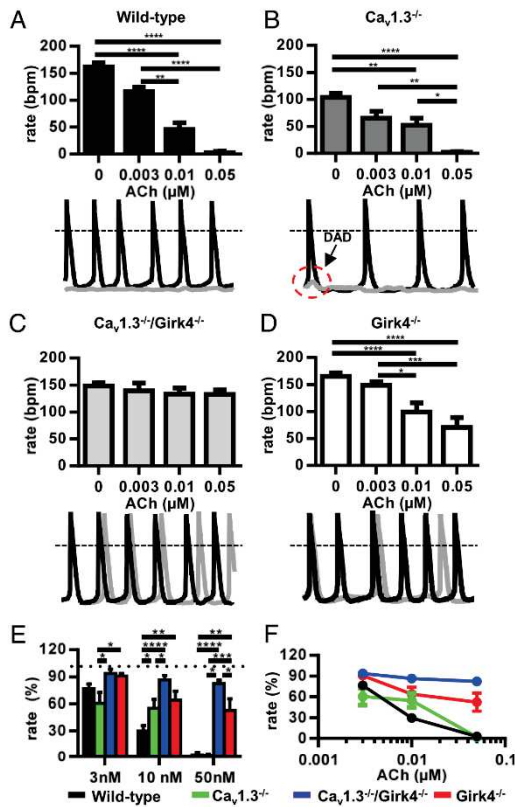 A Wild-type
B Cav1.3-/-
rate (bpm)
200
150
100
50
0
****
****
****
**
0 0.003 0.01 0.05
ACh (µM)
rate (bpm)
200
150
100
50
0
****
**
**
*
0 0.003 0.01 0.05
ACh (µM)
DAD
C Cav1.3-/-/Girk4-/-
D Girk4-/-
rate (bpm)
200
150
100
50
0
0 0.003 0.01 0.05
ACh (µM)
rate (bpm)
200
150
100
50
0
****
****
***
*
0 0.003 0.01 0.05
ACh (µM)
E
rate (%)
120
90
60
30
0
*
*
**
****
*
*
**
****
***
*
*
3nM 10 nM 50nM
F
rate (%)
120
90
60
30
0
0.001 0.01 0.1
ACh (µM)
Wild-type Cav1.3-/- Cav1.3-/-/Girk4-/- Girk4-/-